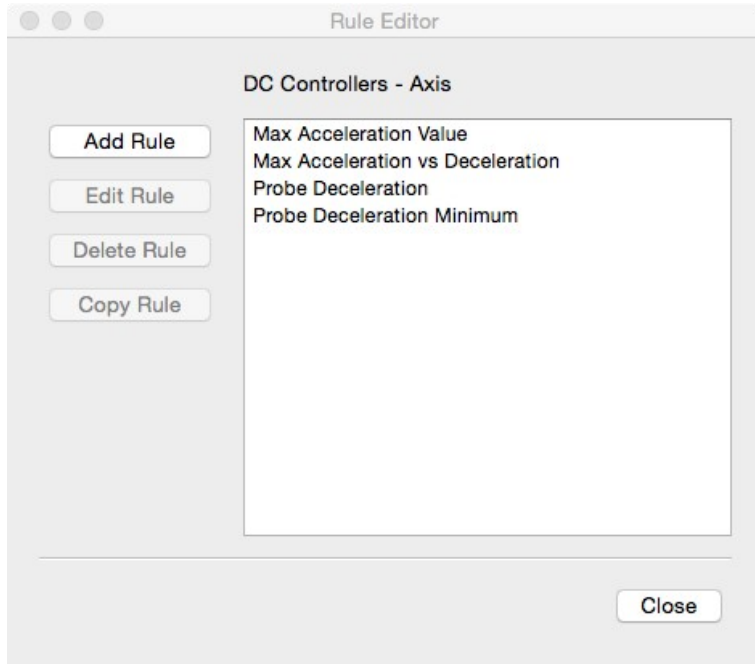 Rule Editor
DC Controllers - Axis
Add Rule
Edit Rule
Delete Rule
Copy Rule
Max Acceleration Value
Max Acceleration vs Deceleration
Probe Deceleration
Probe Deceleration Minimum
Close